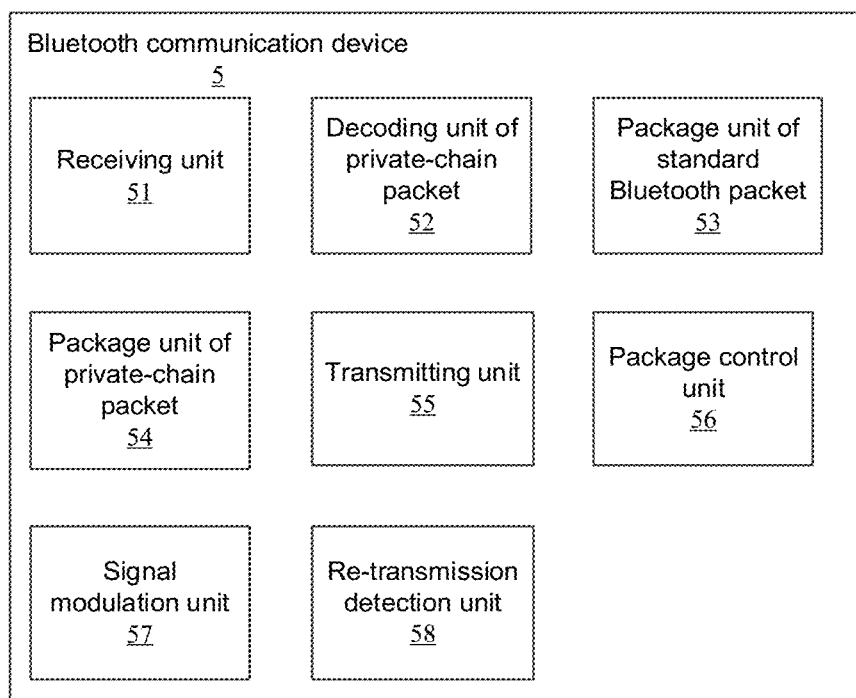 Bluetooth communication device
5
Receiving unit
51
Decoding unit of
private-chain
packet
52
Package unit of
standard
Bluetooth packet
53
Package unit of
private-chain
packet
54
Transmitting unit
55
Package control
unit
56
Signal
modulation unit
57
Re-transmission
detection unit
58